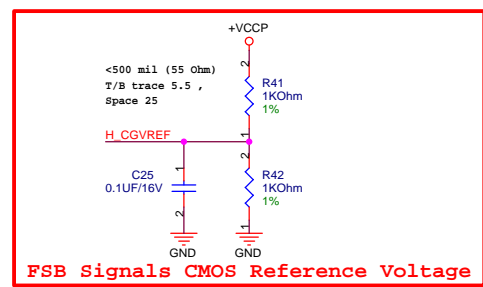 +VCCP
<500 mil (55 Ohm)
T/B trace 5.5 ,
Space 25
2
R41
1KOhm
1%
1
H_CGVREF
1
C25
0.1UF/16V
2
2
R42
1KOhm
1%
1
GND
GND
FSB Signals CMOS Reference Voltage